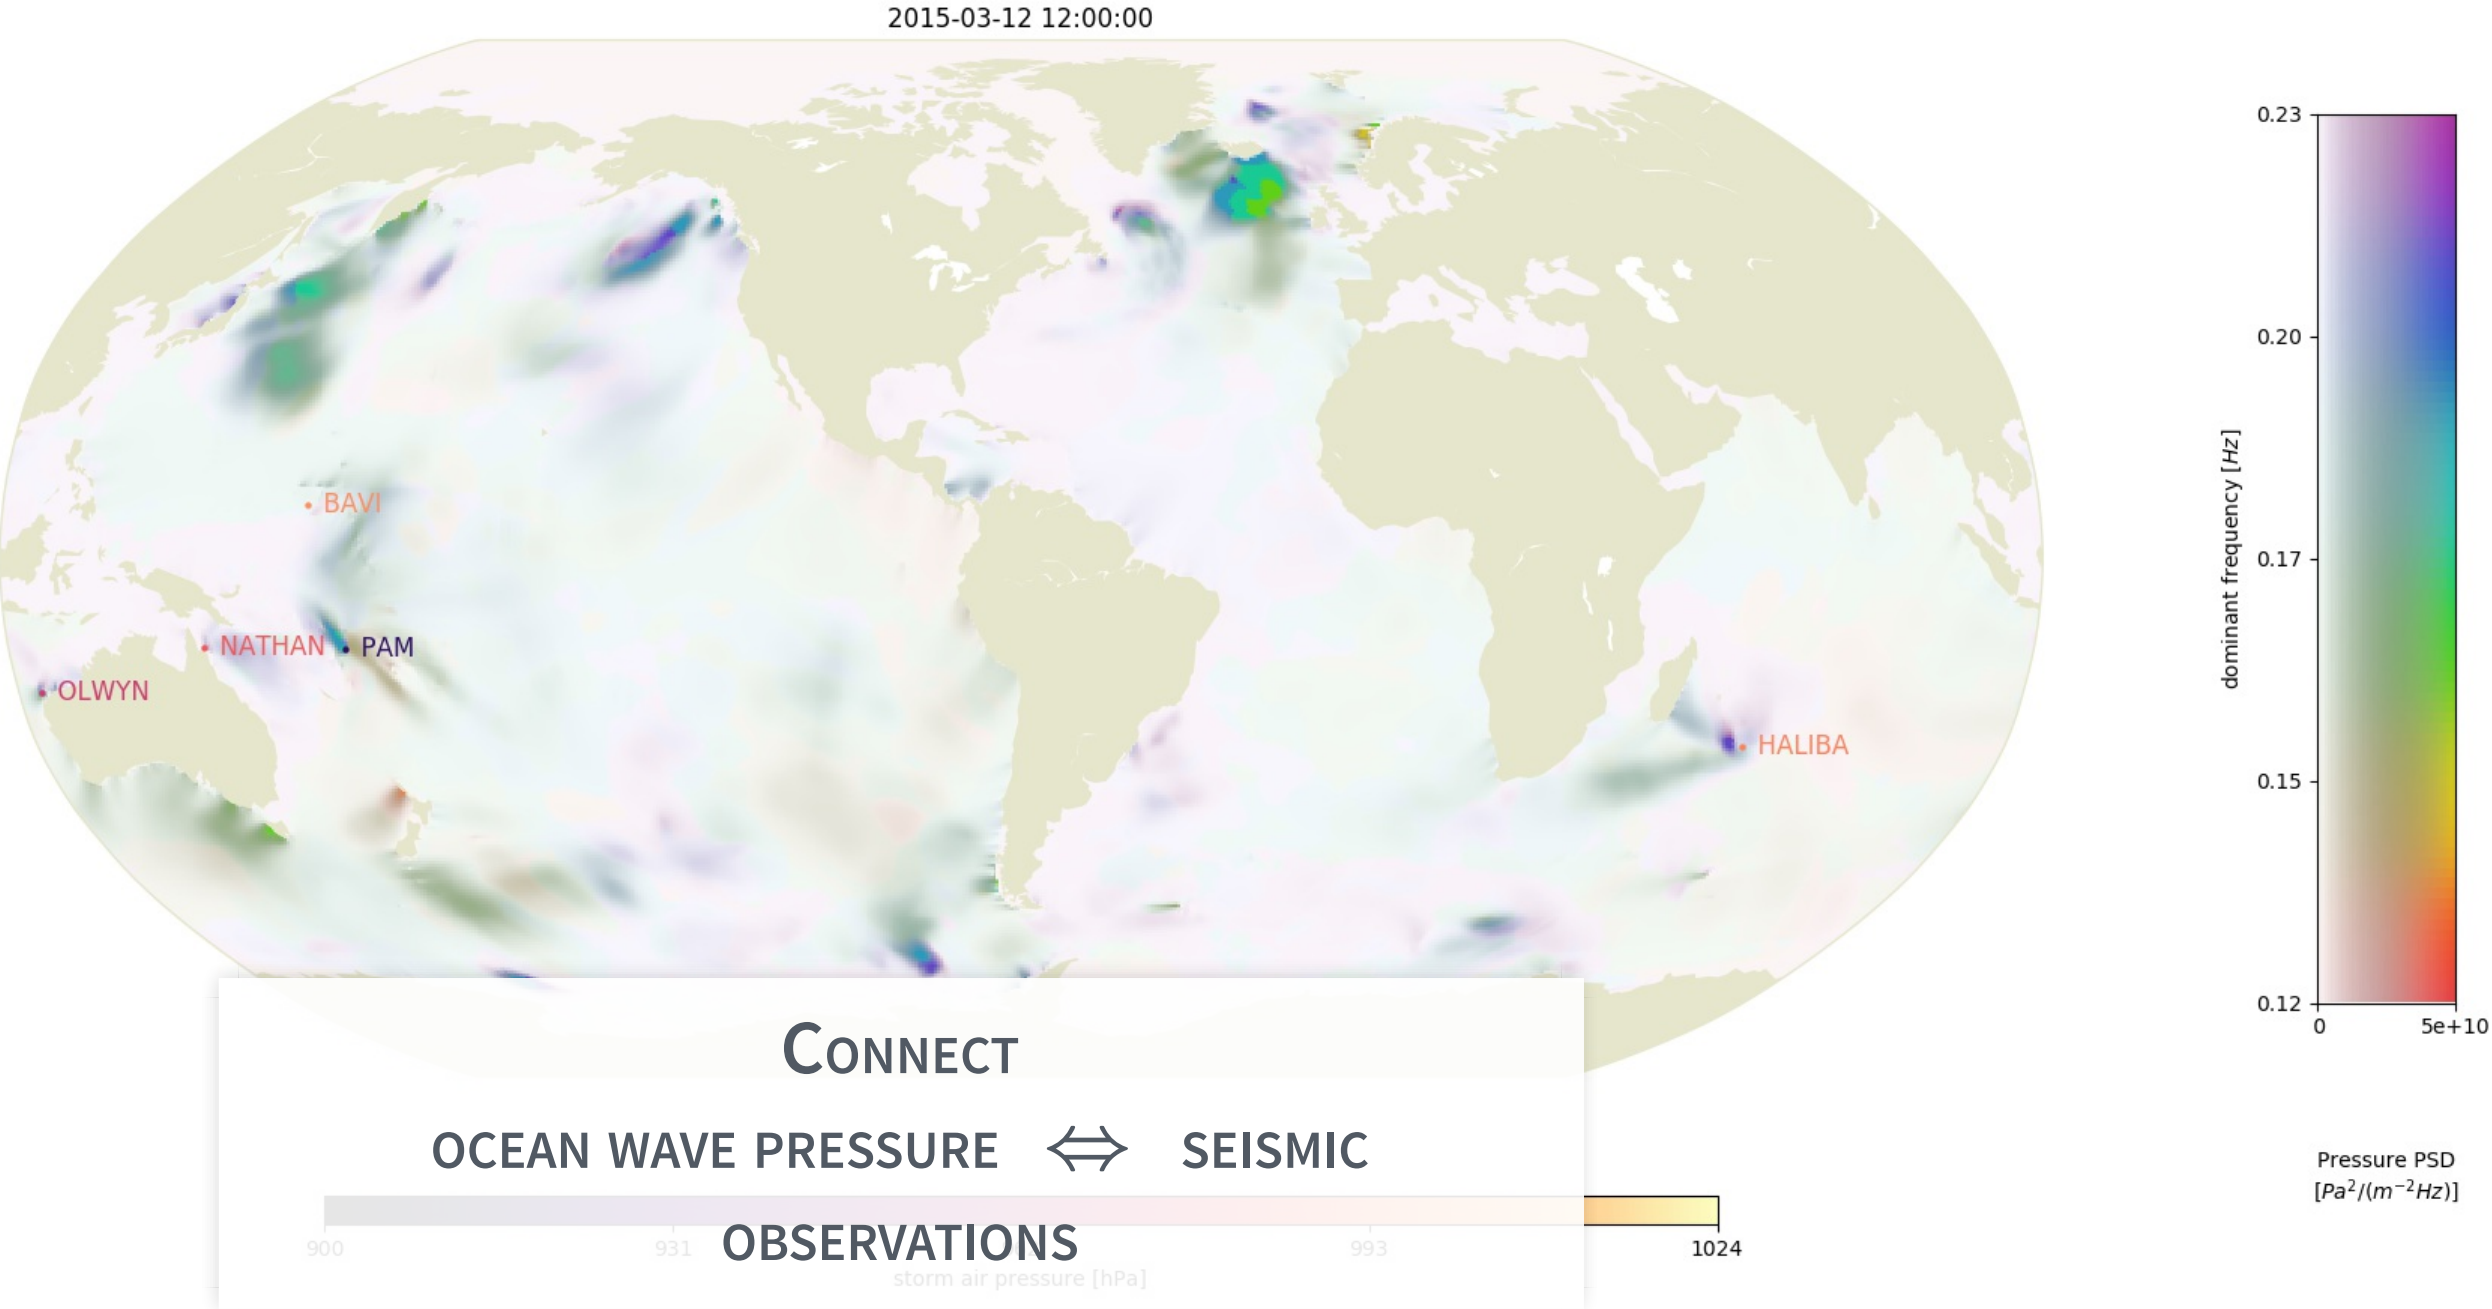 2015-03-12 12:00:00
BAVI
NATHAN
PAM
OLWYN
HALIBA
0.23
0.20
0.17
0.15
0.12
dominant frequency [Hz]
0
5e+10
Pressure PSD
[Pa²/(m⁻²Hz)]
CONNECT
OCEAN WAVE PRESSURE ⇔ SEISMIC
OBSERVATIONS
900
931
993
1024
storm air pressure [hPa]